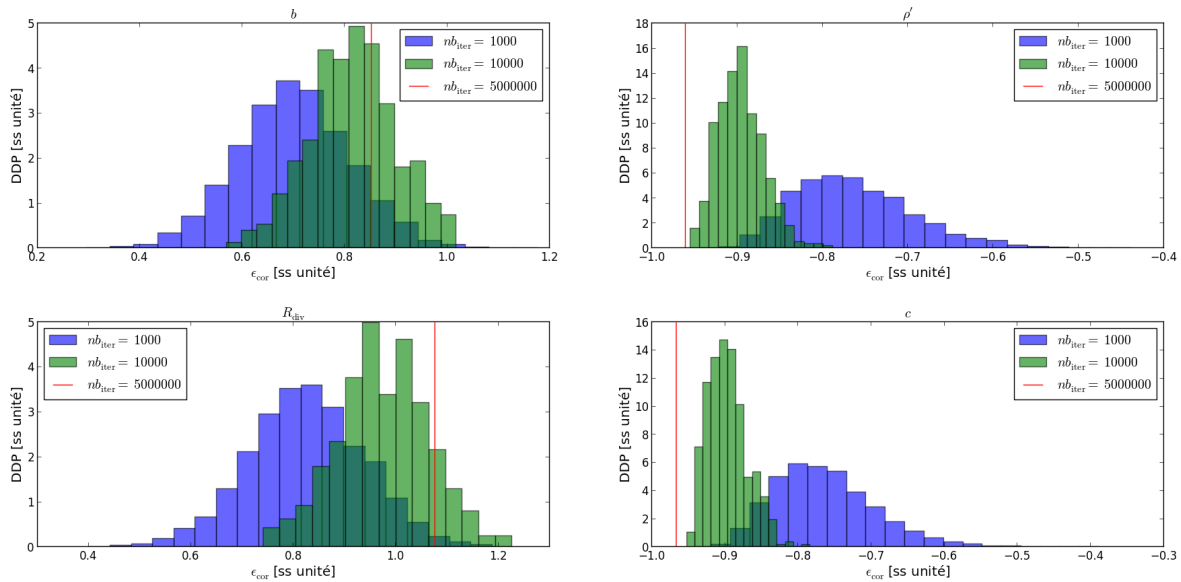 b
DDP [ss unité]
5
4
3
2
1
0
nb_iter = 1000
nb_iter = 10000
nb_iter = 5000000
0.2 0.4 0.6 0.8 1.0 1.2
ϵ_cor [ss unité]
ρ′
DDP [ss unité]
18
16
14
12
10
8
6
4
2
0
nb_iter = 1000
nb_iter = 10000
nb_iter = 5000000
−1.0 −0.9 −0.8 −0.7 −0.6 −0.5 −0.4
ϵ_cor [ss unité]
R_div
DDP [ss unité]
5
4
3
2
1
0
nb_iter = 1000
nb_iter = 10000
nb_iter = 5000000
0.4 0.6 0.8 1.0 1.2
ϵ_cor [ss unité]
c
DDP [ss unité]
16
14
12
10
8
6
4
2
0
nb_iter = 1000
nb_iter = 10000
nb_iter = 5000000
−1.0 −0.9 −0.8 −0.7 −0.6 −0.5 −0.4 −0.3
ϵ_cor [ss unité]